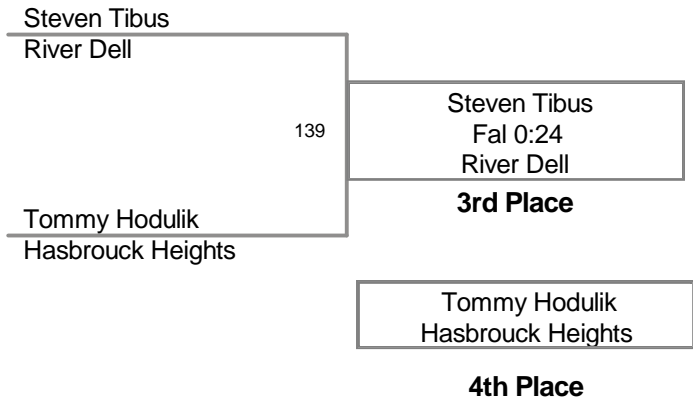 Steven Tibus
River Dell
139
Steven Tibus
Fal 0:24
River Dell
3rd Place
Tommy Hodulik
Hasbrouck Heights
Tommy Hodulik
Hasbrouck Heights
4th Place